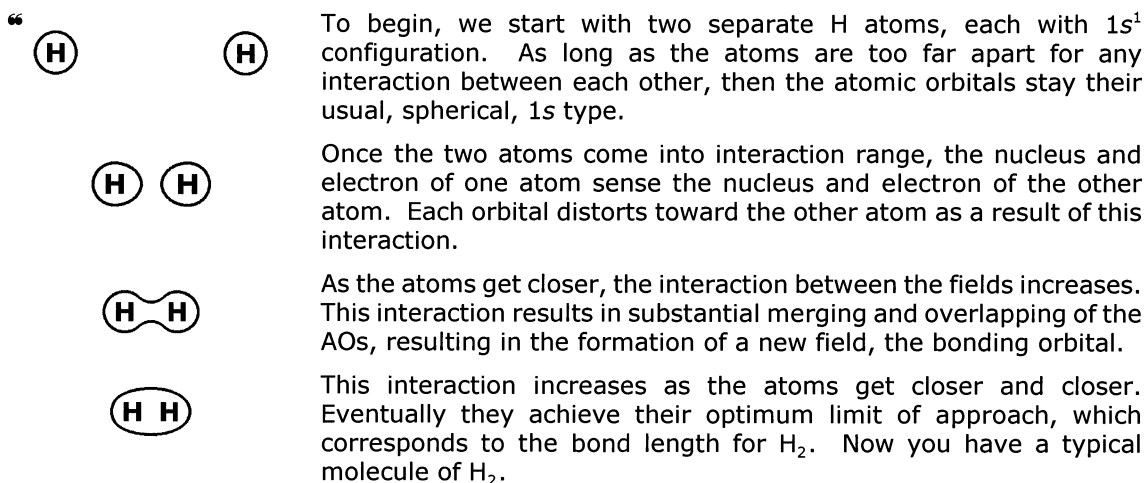 ❝
H H
To begin, we start with two separate H atoms, each with 1s¹
configuration. As long as the atoms are too far apart for any
interaction between each other, then the atomic orbitals stay their
usual, spherical, 1s type.
H H
Once the two atoms come into interaction range, the nucleus and
electron of one atom sense the nucleus and electron of the other
atom. Each orbital distorts toward the other atom as a result of this
interaction.
H H
As the atoms get closer, the interaction between the fields increases.
This interaction results in substantial merging and overlapping of the
AOs, resulting in the formation of a new field, the bonding orbital.
H H
This interaction increases as the atoms get closer and closer.
Eventually they achieve their optimum limit of approach, which
corresponds to the bond length for H₂. Now you have a typical
molecule of H₂.